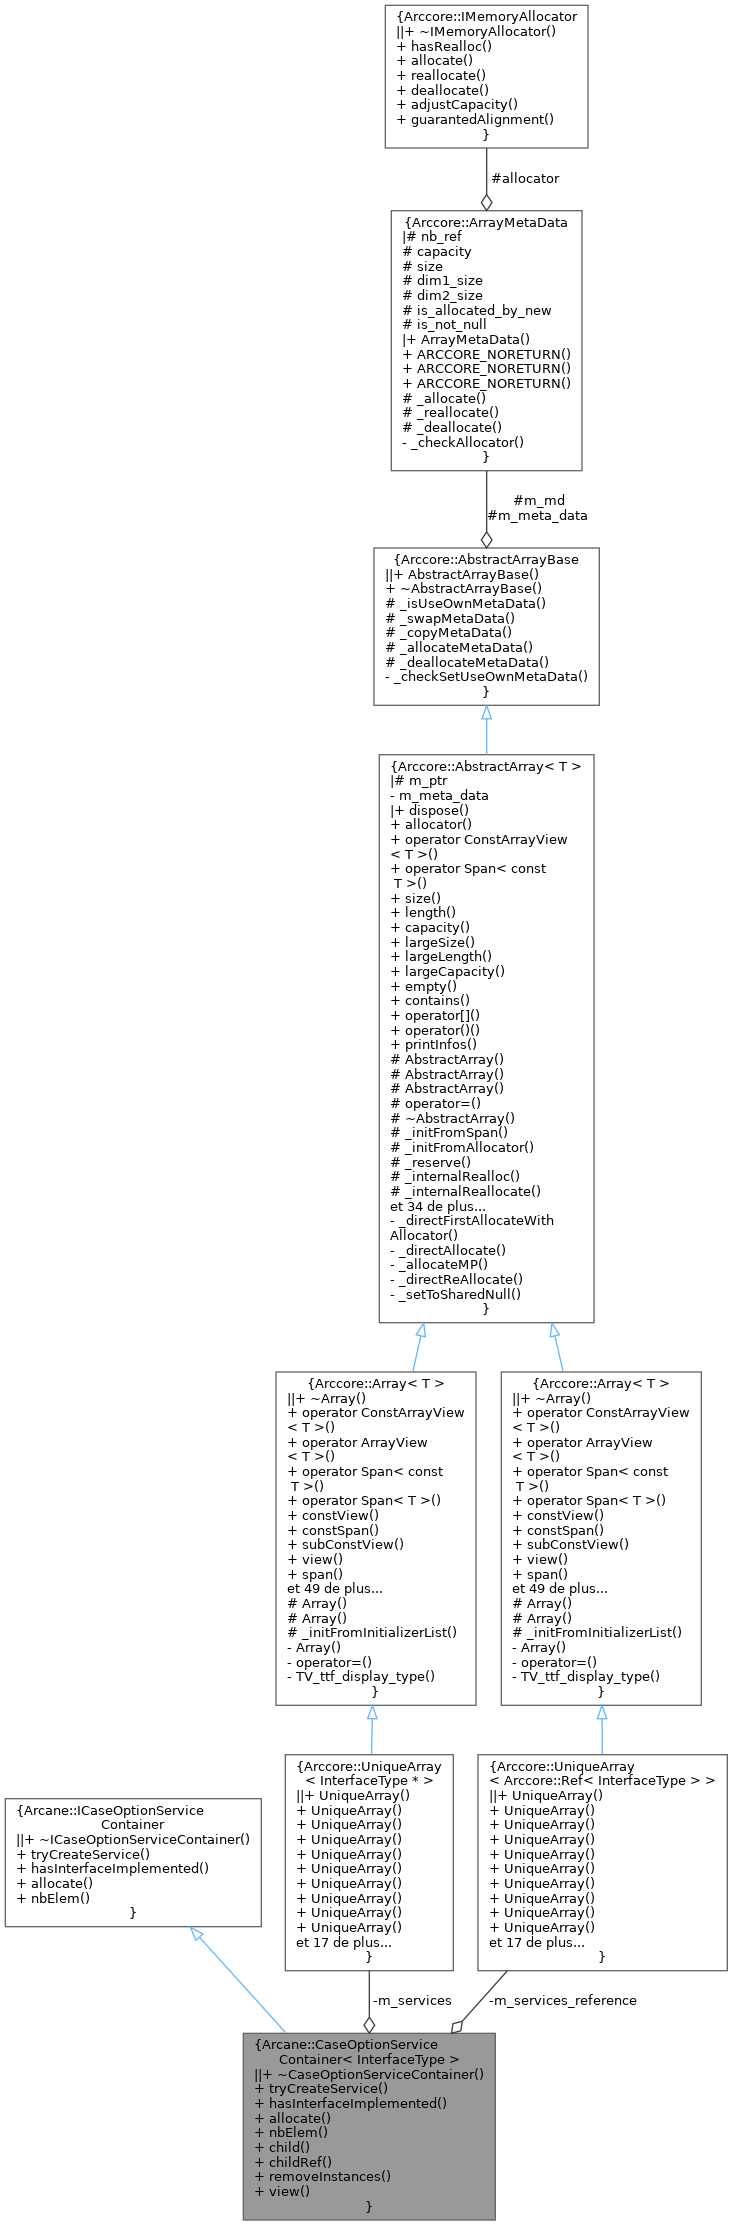 {Arccore::IMemoryAllocator
||+ ~IMemoryAllocator()
+ hasRealloc()
+ allocate()
+ reallocate()
+ deallocate()
+ adjustCapacity()
+ guarantedAlignment()
}
#allocator
{Arccore::ArrayMetaData
|# nb_ref
# capacity
# size
# dim1_size
# dim2_size
# is_allocated_by_new
# is_not_null
|+ ArrayMetaData()
+ ARCCORE_NORETURN()
+ ARCCORE_NORETURN()
+ ARCCORE_NORETURN()
# _allocate()
# _reallocate()
# _deallocate()
- _checkAllocator()
}
#m_md
#m_meta_data
{Arccore::AbstractArrayBase
||+ AbstractArrayBase()
+ ~AbstractArrayBase()
# _isUseOwnMetaData()
# _swapMetaData()
# _copyMetaData()
# _allocateMetaData()
# _deallocateMetaData()
- _checkSetUseOwnMetaData()
}
{Arccore::AbstractArray< T >
|# m_ptr
- m_meta_data
|+ dispose()
+ allocator()
+ operator ConstArrayView
< T >()
+ operator Span< const
T >()
+ size()
+ length()
+ capacity()
+ largeSize()
+ largeLength()
+ largeCapacity()
+ empty()
+ contains()
+ operator[]()
+ operator()()
+ printInfos()
# AbstractArray()
# AbstractArray()
# AbstractArray()
# operator=()
# ~AbstractArray()
# _initFromSpan()
# _initFromAllocator()
# _reserve()
# _internalRealloc()
# _internalReallocate()
et 34 de plus...
- _directFirstAllocateWith
Allocator()
- _directAllocate()
- _allocateMP()
- _directReAllocate()
- _setToSharedNull()
}
{Arccore::Array< T >
||+ ~Array()
+ operator ConstArrayView
< T >()
+ operator ArrayView
< T >()
+ operator Span< const
T >()
+ operator Span< T >()
+ constView()
+ constSpan()
+ subConstView()
+ view()
+ span()
et 49 de plus...
# Array()
# Array()
# _initFromInitializerList()
- Array()
- operator=()
- TV_ttf_display_type()
}
{Arccore::Array< T >
||+ ~Array()
+ operator ConstArrayView
< T >()
+ operator ArrayView
< T >()
+ operator Span< const
T >()
+ operator Span< T >()
+ constView()
+ constSpan()
+ subConstView()
+ view()
+ span()
et 49 de plus...
# Array()
# Array()
# _initFromInitializerList()
- Array()
- operator=()
- TV_ttf_display_type()
}
{Arcane::ICaseOptionService
Container
||+ ~ICaseOptionServiceContainer()
+ tryCreateService()
+ hasInterfaceImplemented()
+ allocate()
+ nbElem()
}
{Arccore::UniqueArray
< InterfaceType * >
||+ UniqueArray()
+ UniqueArray()
+ UniqueArray()
+ UniqueArray()
+ UniqueArray()
+ UniqueArray()
+ UniqueArray()
+ UniqueArray()
+ UniqueArray()
+ UniqueArray()
et 17 de plus...
}
{Arccore::UniqueArray
< Arccore::Ref< InterfaceType > >
||+ UniqueArray()
+ UniqueArray()
+ UniqueArray()
+ UniqueArray()
+ UniqueArray()
+ UniqueArray()
+ UniqueArray()
+ UniqueArray()
+ UniqueArray()
+ UniqueArray()
et 17 de plus...
}
-m_services
-m_services_reference
{Arcane::CaseOptionService
Container< InterfaceType >
||+ ~CaseOptionServiceContainer()
+ tryCreateService()
+ hasInterfaceImplemented()
+ allocate()
+ nbElem()
+ child()
+ childRef()
+ removeInstances()
+ view()
}